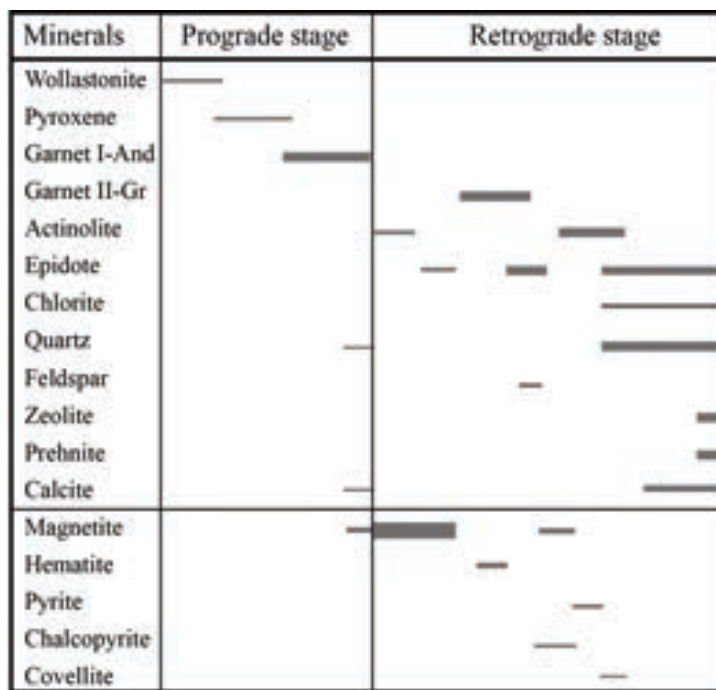 Minerals Prograde stage Retrograde stage
Wollastonite
Pyroxene
Garnet I-And
Garnet II-Gr
Actinolite
Epidote
Chlorite
Quartz
Feldspar
Zeolite
Prehnite
Calcite
Magnetite
Hematite
Pyrite
Chalcopyrite
Covellite